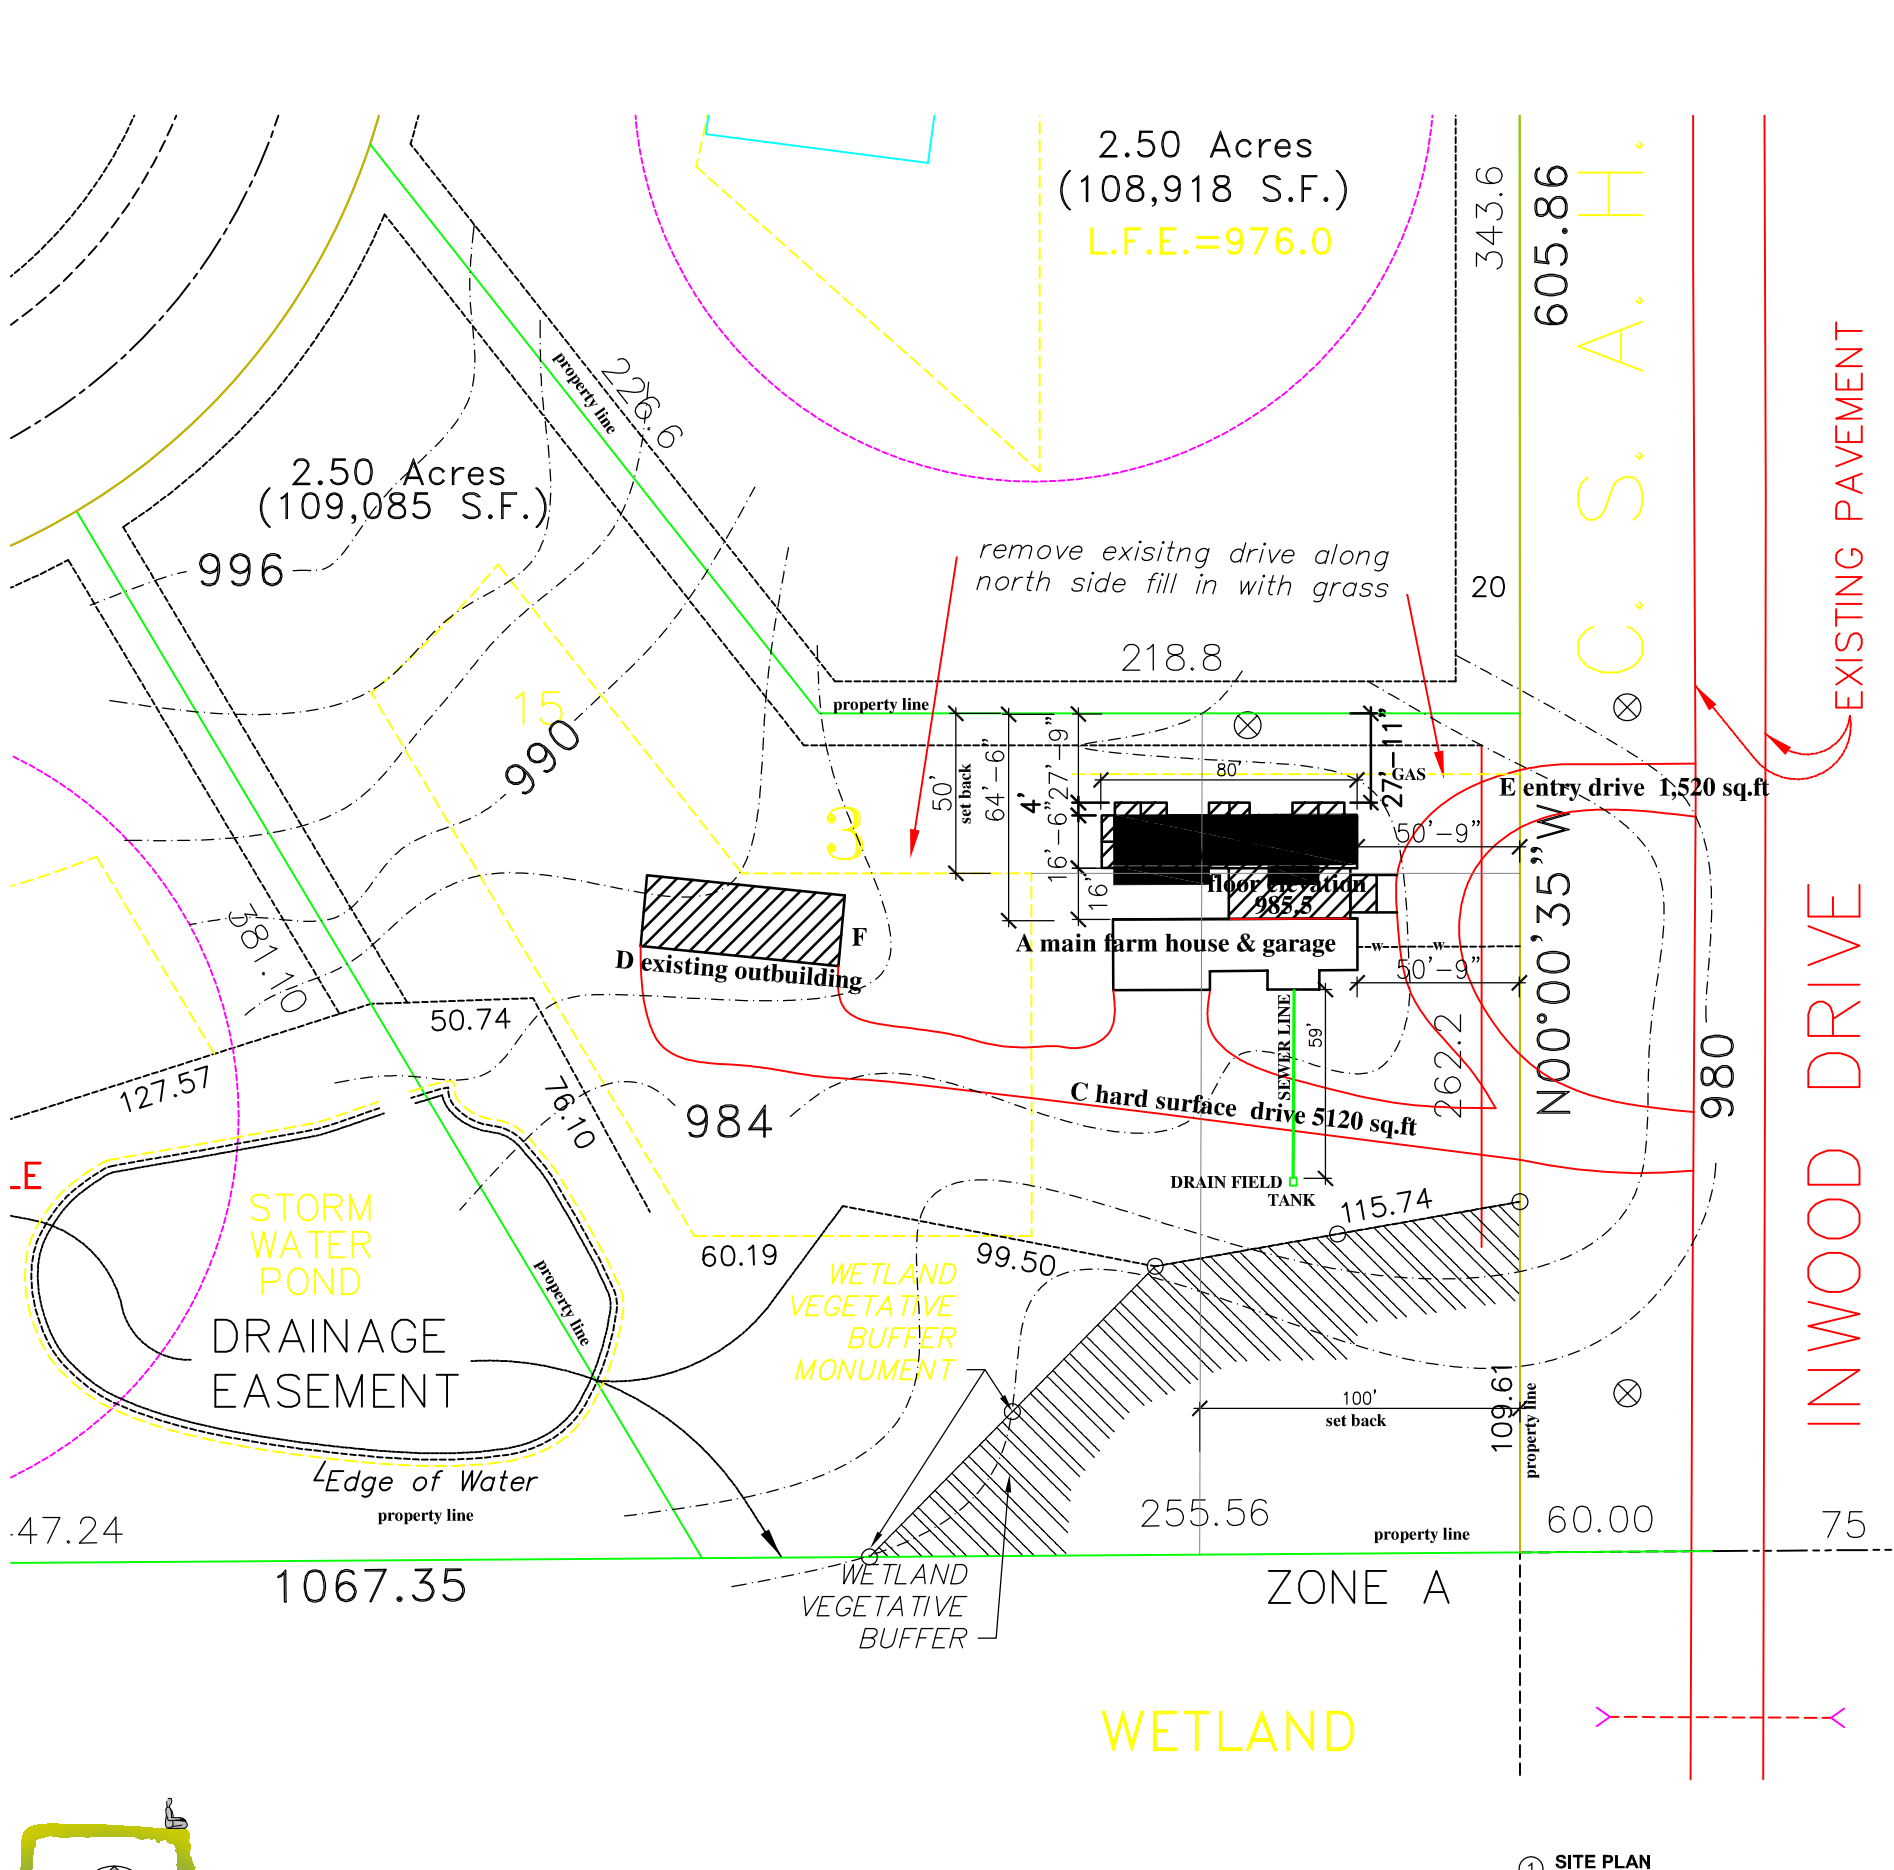 2.50 Acres
(108,918 S.F.)
L.F.E.=976.0
343.6
605.86
C. S. A. H.
EXISTING PAVEMENT
property line
226.6
2.50 Acres
(109,085 S.F.)
996
remove exisitng drive along
north side fill in with grass
20
218.8
property line
15
990
3
50'
set back
64'-6"
4'
27'-9"
16'-6"
16'
80'
27'-11"
GAS
E entry drive 1,520 sq.ft
50'-9"
floor elevation
985.5
A main farm house & garage
w w
50'-9"
N00°00'35"W
F
D existing outbuilding
381.10
50.74
127.57
76.10
984
SEWER LINE
59'
262.2
980
C hard surface drive 5120 sq.ft
INWOOD DRIVE
DRAIN FIELD
TANK
115.74
LE
STORM
WATER
POND
DRAINAGE
EASEMENT
property line
60.19
99.50
WETLAND
VEGETATIVE
BUFFER
MONUMENT
100'
set back
109.61
property line
Edge of Water
property line
47.24
255.56
property line
60.00
75
1067.35
WETLAND
VEGETATIVE
BUFFER
ZONE A
WETLAND
1 SITE PLAN